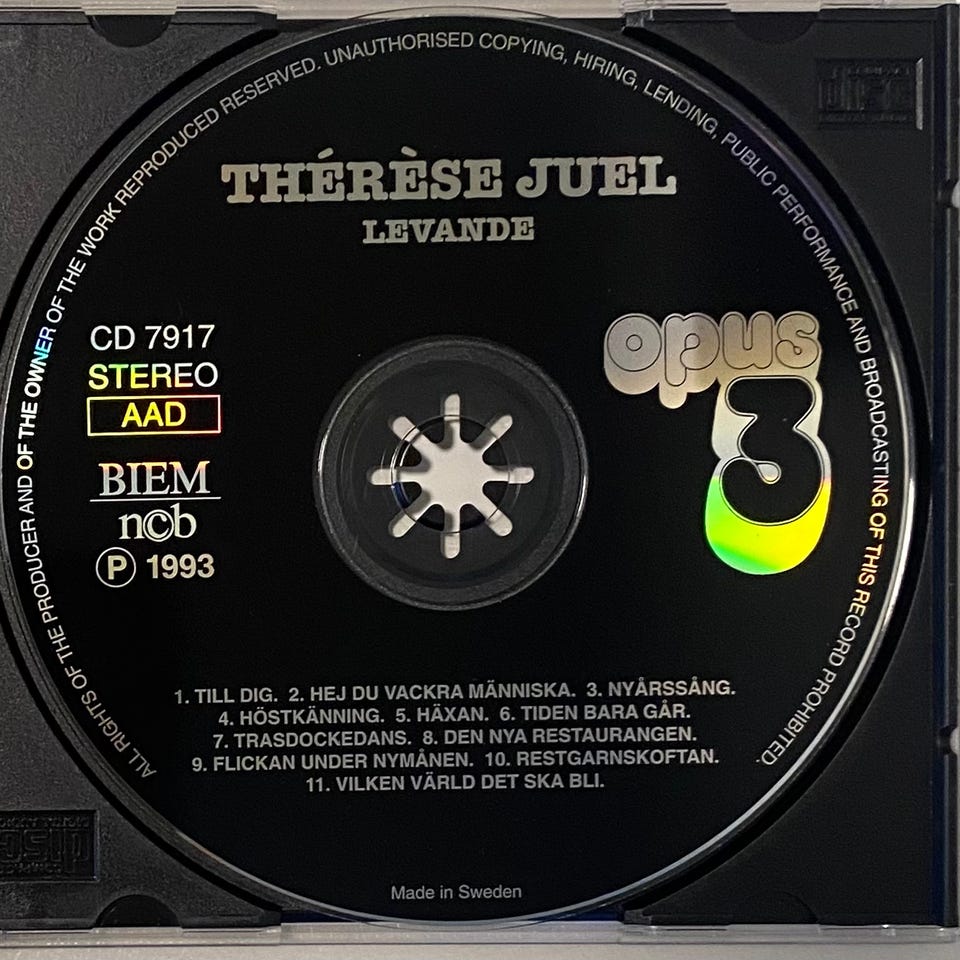 ALL RIGHTS OF THE PRODUCER AND OF THE OWNER OF THE WORK REPRODUCED RESERVED. UNAUTHORISED COPYING, HIRING, LENDING, PUBLIC PERFORMANCE AND BROADCASTING OF THIS RECORD PROHIBITED.
THÉRÈSE JUEL
LEVANDE
CD 7917
STEREO
AAD
BIEM
n©b
Ⓟ 1993
opus
3
1. TILL DIG. 2. HEJ DU VACKRA MÄNNISKA. 3. NYÅRSSÅNG.
4. HÖSTKÄNNING. 5. HÄXAN. 6. TIDEN BARA GÅR.
7. TRASDOCKEDANS. 8. DEN NYA RESTAURANGEN.
9. FLICKAN UNDER NYMÅNEN. 10. RESTGARNSKOFTAN.
11. VILKEN VÄRLD DET SKA BLI.
Made in Sweden